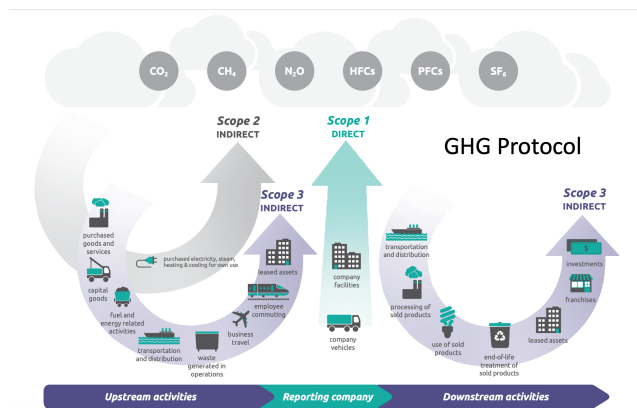 CO₂
CH₄
N₂O
HFCs
PFCs
SF₆
Scope 2
INDIRECT
Scope 1
DIRECT
GHG Protocol
Scope 3
INDIRECT
Scope 3
INDIRECT
purchased
goods and
services
capital
goods
fuel and
energy related
activities
transportation
and distribution
waste
generated in
operations
business
travel
employee
commuting
leased assets
purchased electricity, steam,
heating & cooling for own use
company
facilities
company
vehicles
transportation
and distribution
processing of
sold products
use of sold
products
end-of-life
treatment of
sold products
leased assets
franchises
$
investments
Upstream activities
Reporting company
Downstream activities